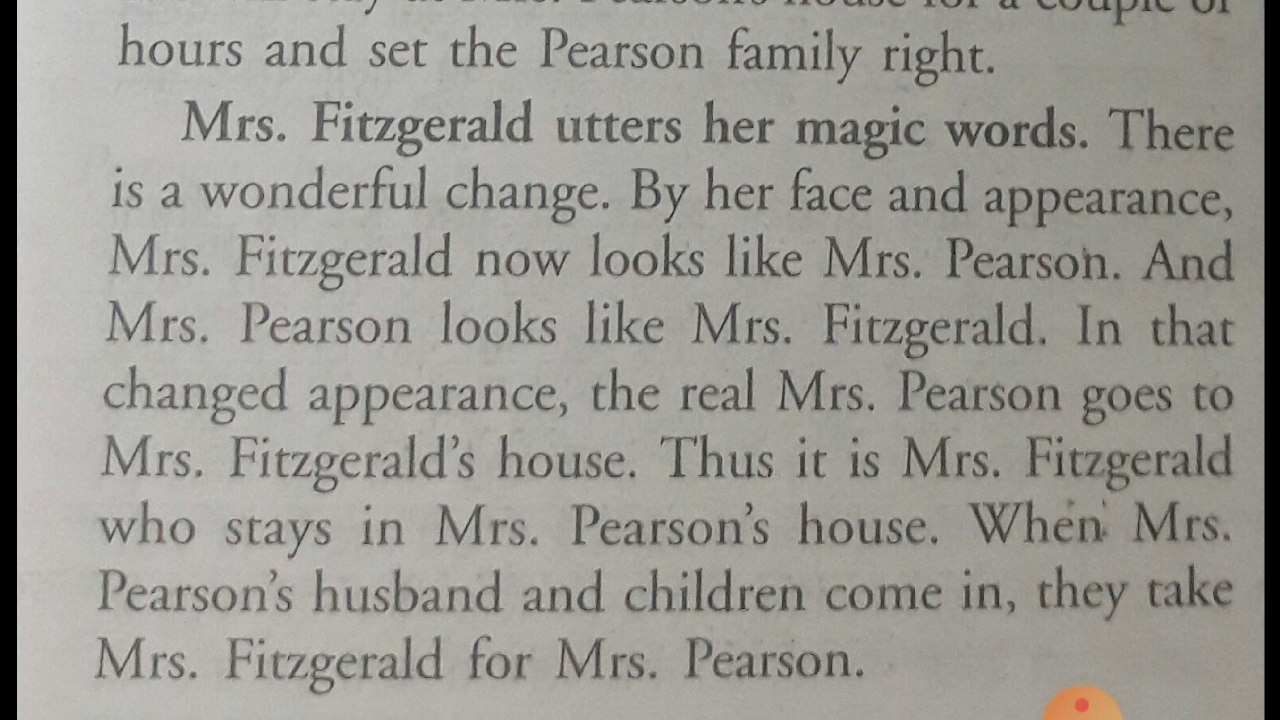 hours and set the Pearson family right.
Mrs. Fitzgerald utters her magic words. There
is a wonderful change. By her face and appearance,
Mrs. Fitzgerald now looks like Mrs. Pearson. And
Mrs. Pearson looks like Mrs. Fitzgerald. In that
changed appearance, the real Mrs. Pearson goes to
Mrs. Fitzgerald's house. Thus it is Mrs. Fitzgerald
who stays in Mrs. Pearson's house. When Mrs.
Pearson's husband and children come in, they take
Mrs. Fitzgerald for Mrs. Pearson.